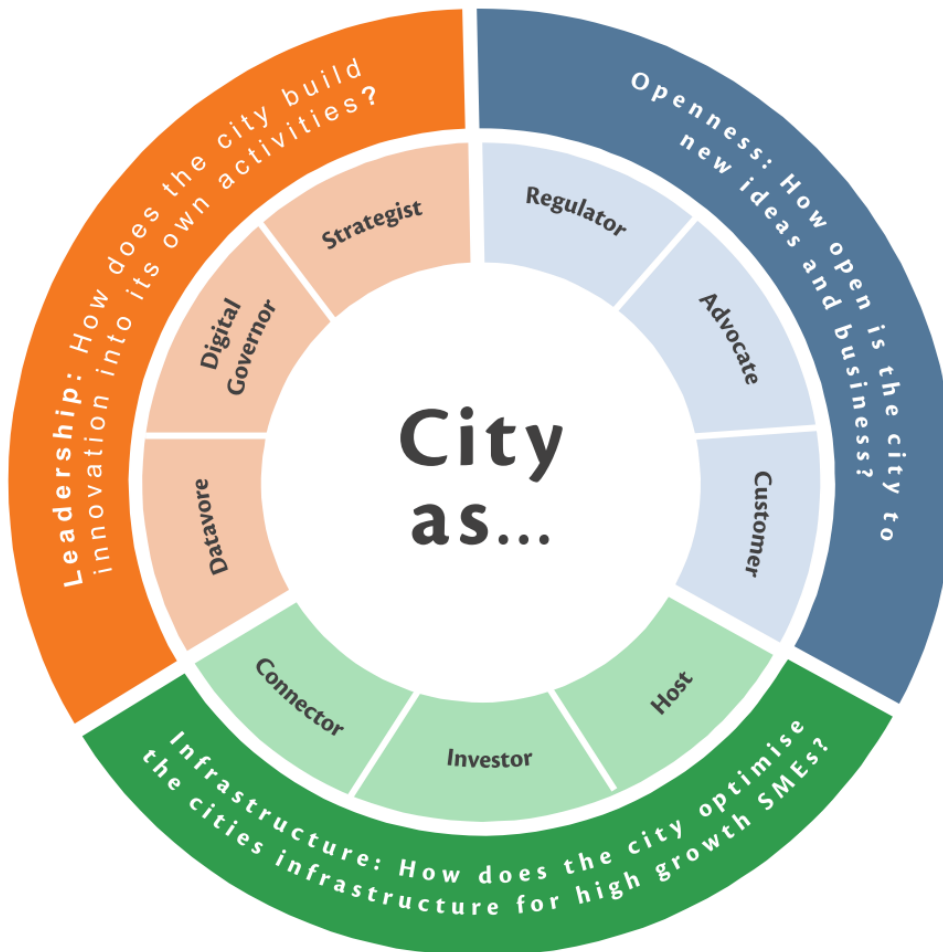 City
as...
Openness: How open is the city to
new ideas and business?
Regulator
Advocate
Customer
Infrastructure: How does the city optimise
the cities infrastructure for high growth SMEs?
Host
Investor
Connector
Leadership: How does the city build
innovation into its own activities?
Datavore
Digital
Governor
Strategist